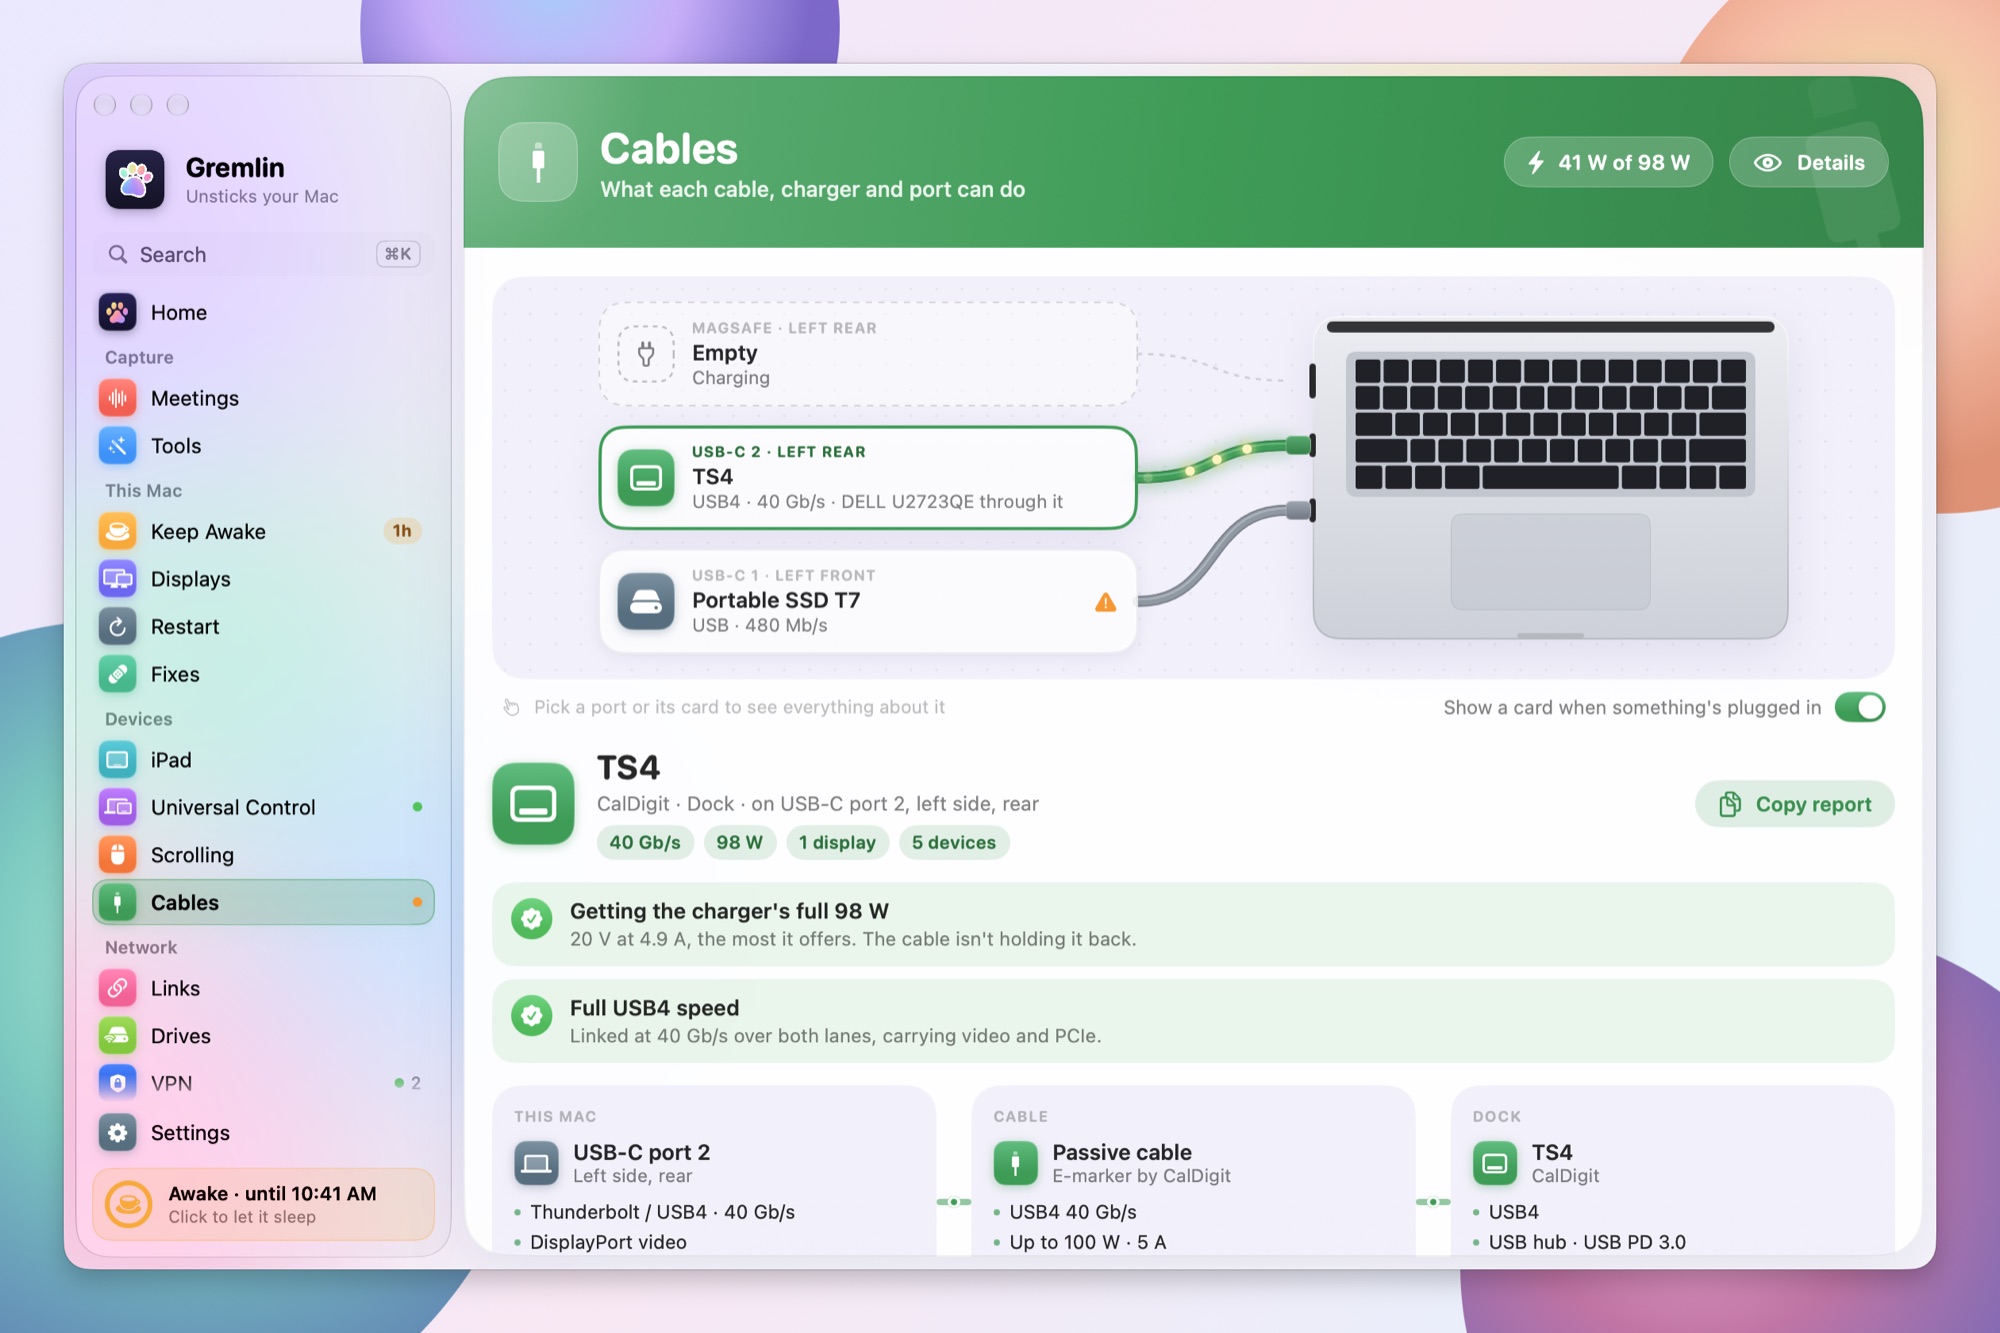 Gremlin
Unsticks your Mac
Search
⌘K
Home
Capture
Meetings
Tools
This Mac
Keep Awake
1h
Displays
Restart
Fixes
Devices
iPad
Universal Control
Scrolling
Cables
Network
Links
Drives
VPN
2
Settings
Awake · until 10:41 AM
Click to let it sleep
Cables
What each cable, charger and port can do
41 W of 98 W
Details
MAGSAFE · LEFT REAR
Empty
Charging
USB-C 2 · LEFT REAR
TS4
USB4 · 40 Gb/s · DELL U2723QE through it
USB-C 1 · LEFT FRONT
Portable SSD T7
USB · 480 Mb/s
Pick a port or its card to see everything about it
Show a card when something's plugged in
TS4
CalDigit · Dock · on USB-C port 2, left side, rear
40 Gb/s
98 W
1 display
5 devices
Copy report
Getting the charger's full 98 W
20 V at 4.9 A, the most it offers. The cable isn't holding it back.
Full USB4 speed
Linked at 40 Gb/s over both lanes, carrying video and PCIe.
THIS MAC
USB-C port 2
Left side, rear
• Thunderbolt / USB4 · 40 Gb/s
• DisplayPort video
CABLE
Passive cable
E-marker by CalDigit
• USB4 40 Gb/s
• Up to 100 W · 5 A
DOCK
TS4
CalDigit
• USB4
• USB hub · USB PD 3.0